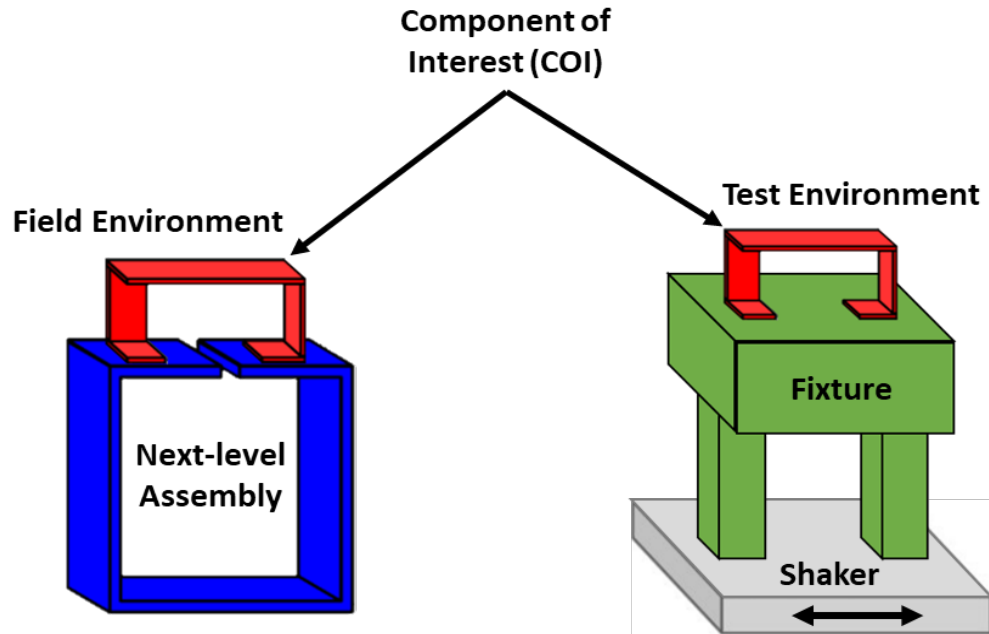 Component of
Interest (COI)
Field Environment
Test Environment
Next-level
Assembly
Fixture
Shaker